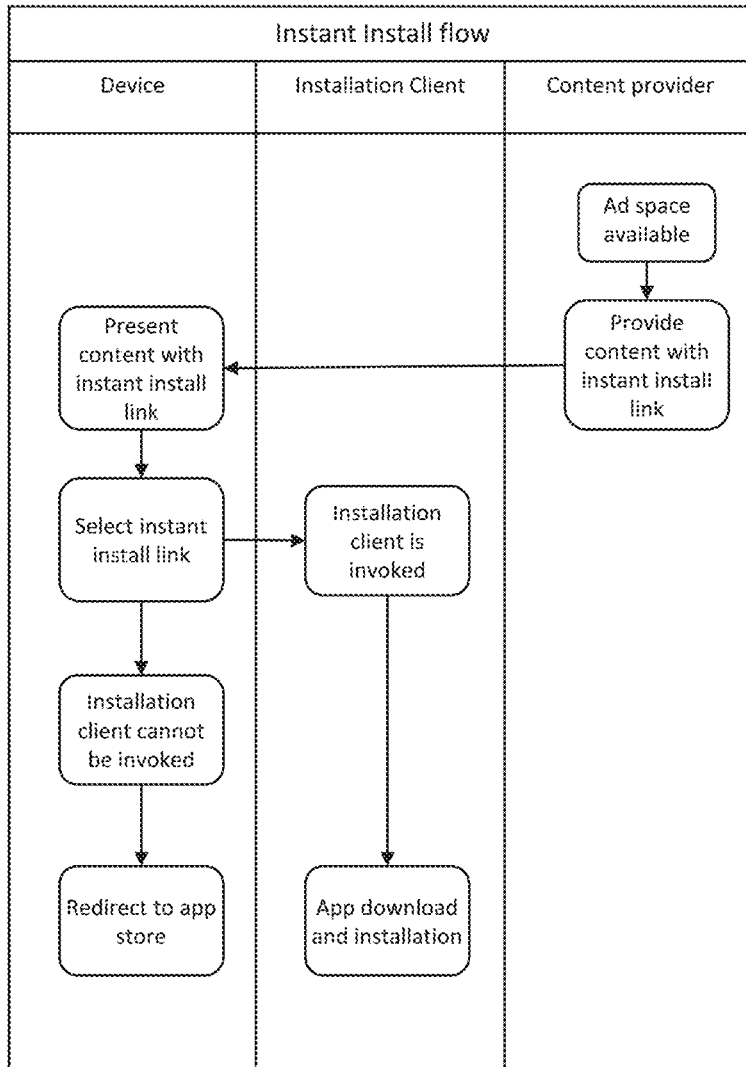 Instant Install flow
Device
Installation Client
Content provider
Ad space
available
Provide
content with
instant install
link
Present
content with
instant install
link
Select instant
install link
Installation
client is
invoked
Installation
client cannot
be invoked
Redirect to app
store
App download
and installation